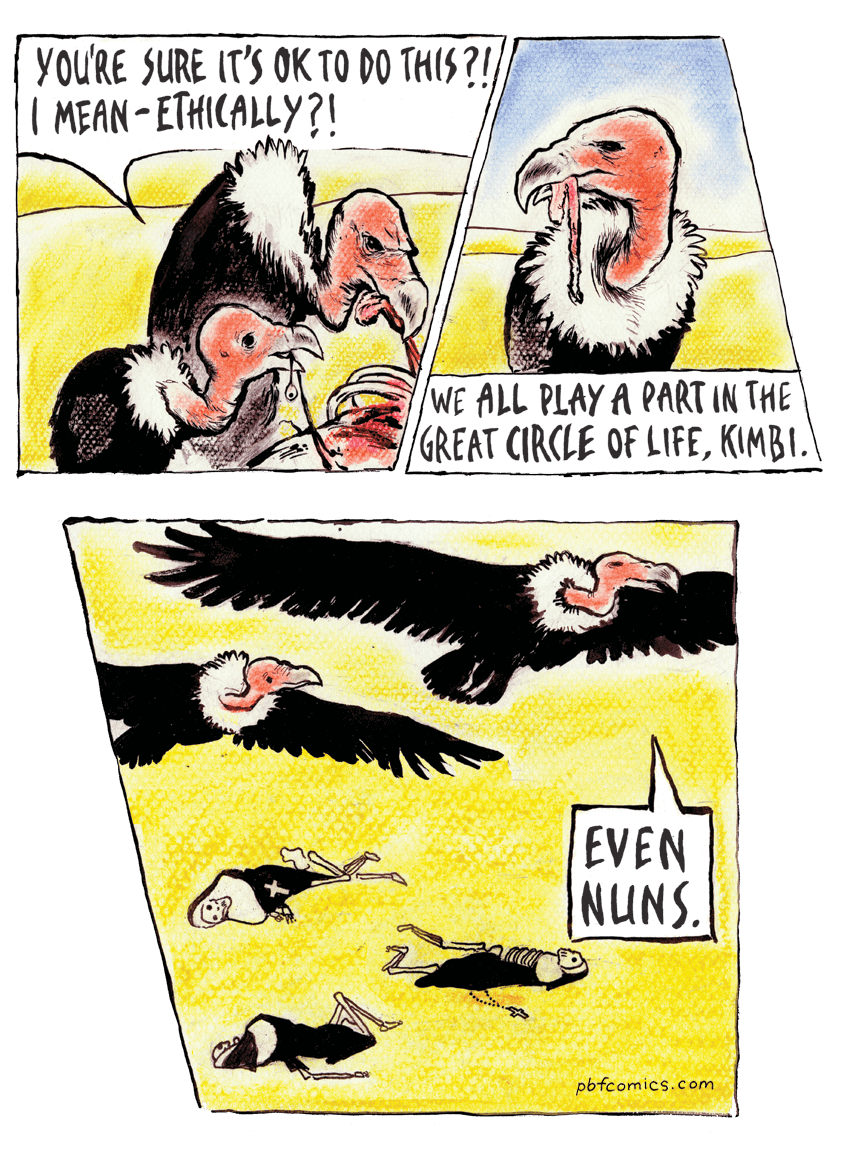 YOU'RE SURE IT'S OK TO DO THIS?!
I MEAN-ETHICALLY?!
WE ALL PLAY A PART IN THE
GREAT CIRCLE OF LIFE, KIMBI.
EVEN
NUNS.
pbfcomics.com